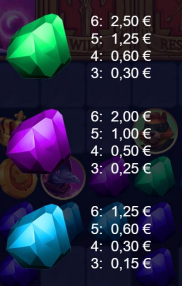 6: 2,50 €
5: 1,25 €
4: 0,60 €
3: 0,30 €
6: 2,00 €
5: 1,00 €
4: 0,50 €
3: 0,25 €
6: 1,25 €
5: 0,60 €
4: 0,30 €
3: 0,15 €